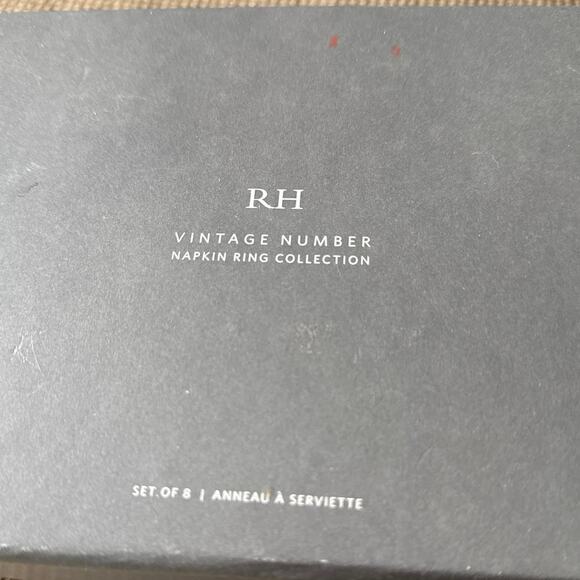 RH
VINTAGE NUMBER
NAPKIN RING COLLECTION
SET OF 8 | ANNEAU À SERVIETTE